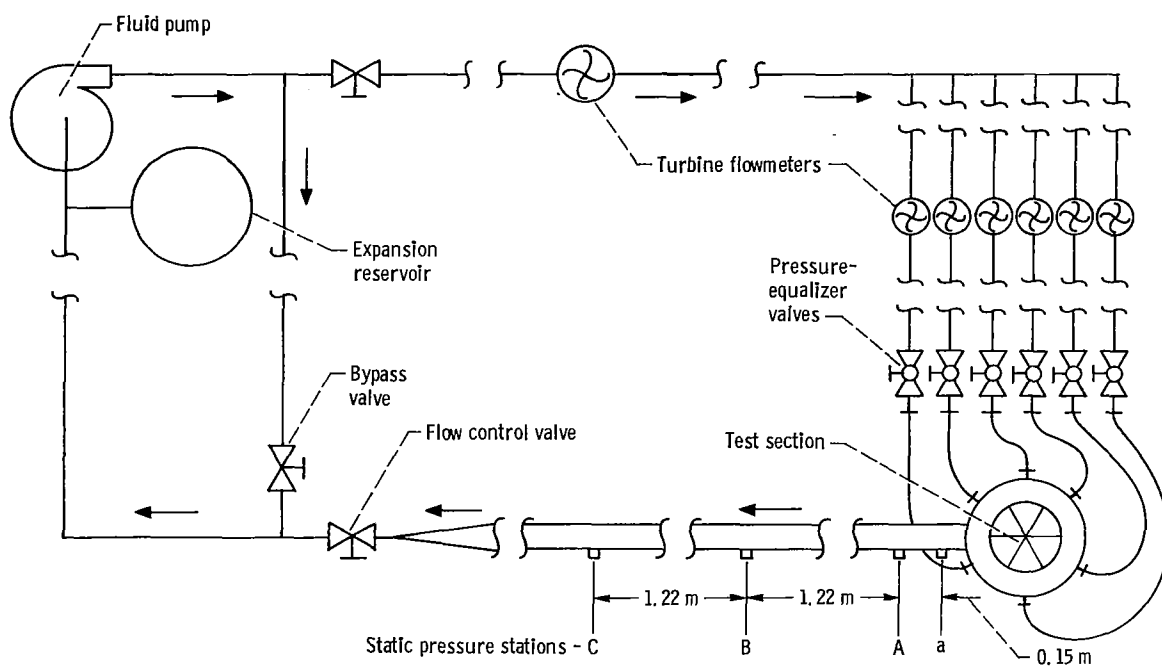 Fluid pump
Turbine flowmeters
Expansion
reservoir
Pressure-
equalizer
valves
Bypass
valve
Flow control valve
Test section
1.22 m
1.22 m
Static pressure stations - C
B
A
a
0.15 m